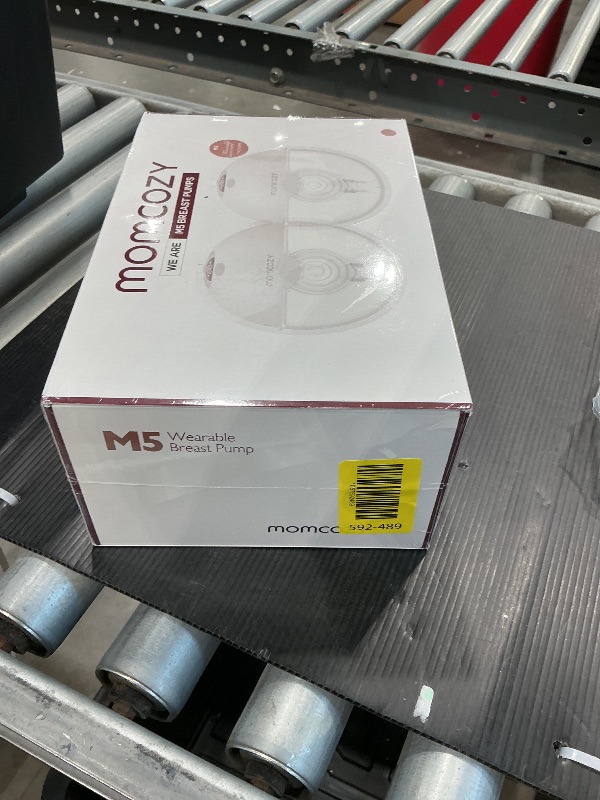 momcozy
WE ARE M5 BREAST PUMPS
momcozy
momcozy
M5 Wearable
Breast Pump
momco
592-489